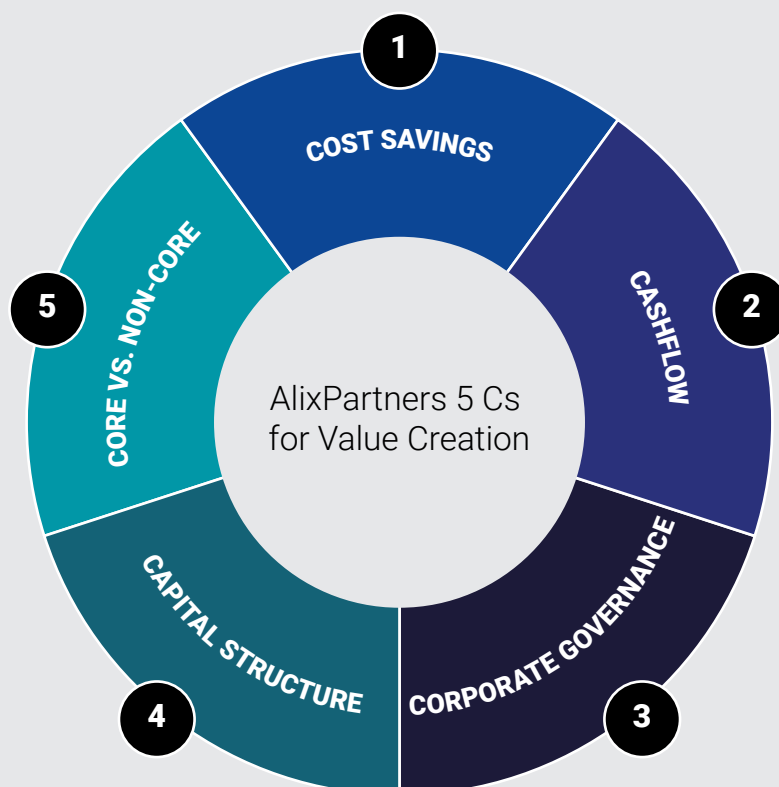 1
COST SAVINGS
2
CASHFLOW
3
CORPORATE GOVERNANCE
4
CAPITAL STRUCTURE
5
CORE VS. NON-CORE
AlixPartners 5 Cs
for Value Creation